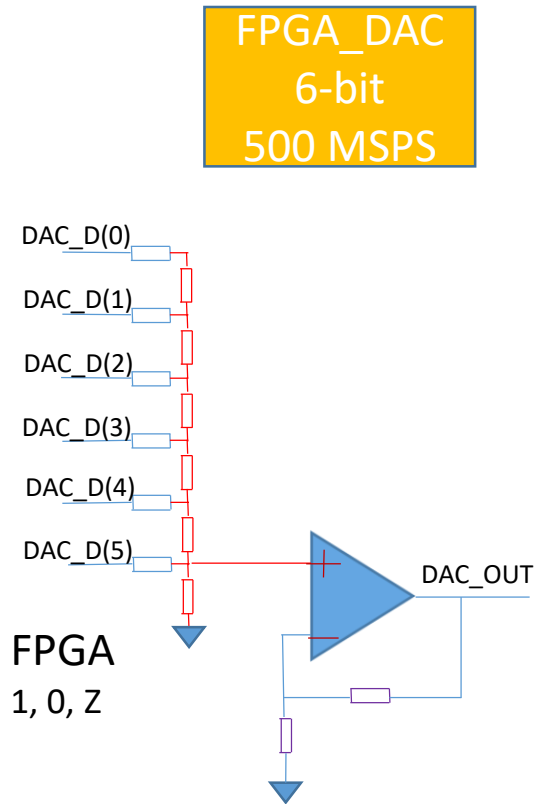 FPGA_DAC
6-bit
500 MSPS
DAC_D(0)
DAC_D(1)
DAC_D(2)
DAC_D(3)
DAC_D(4)
DAC_D(5)
DAC_OUT
FPGA
1, 0, Z